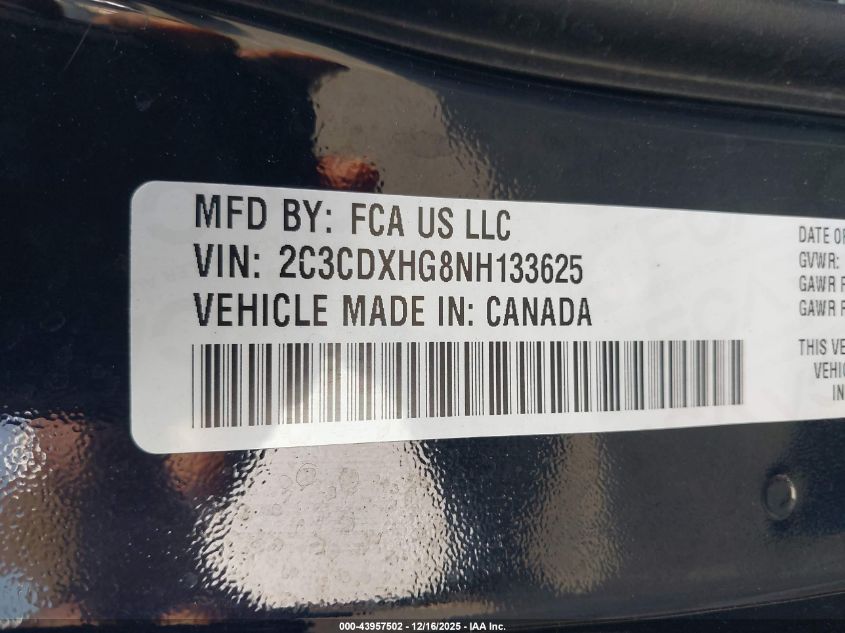 MFD BY: FCA US LLC
VIN: 2C3CDXHG8NH133625
VEHICLE MADE IN: CANADA
DATE OF
GVWR:
GAWR F
GAWR R
THIS VE
VEHIC
IN
000-43957502 - 12/16/2025 - IAA Inc.